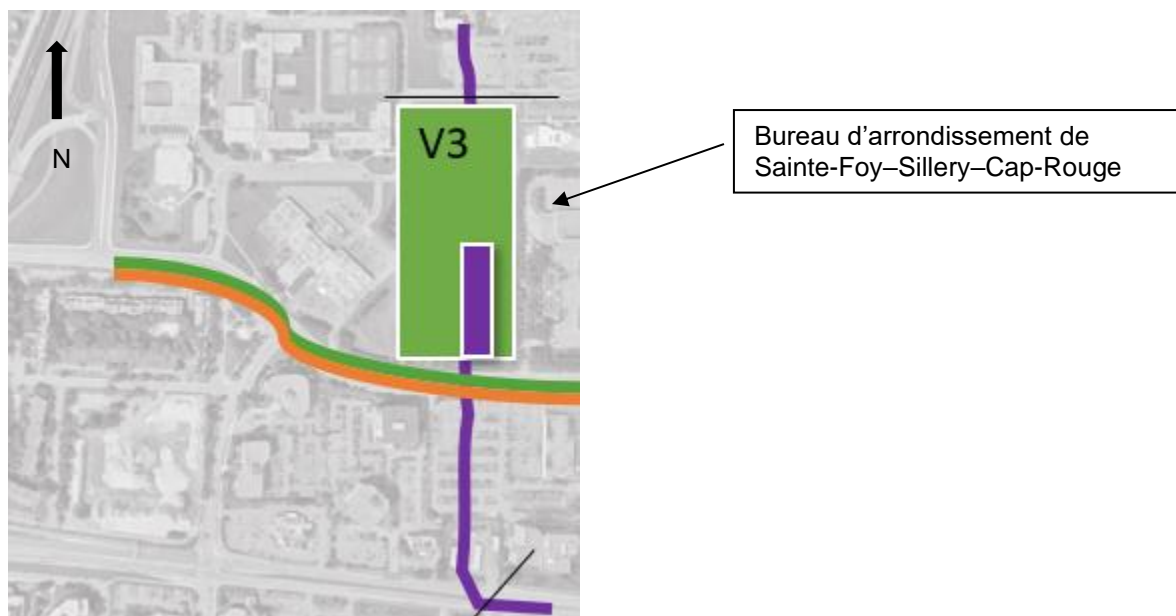 N
V3
Bureau d’arrondissement de
Sainte-Foy–Sillery–Cap-Rouge